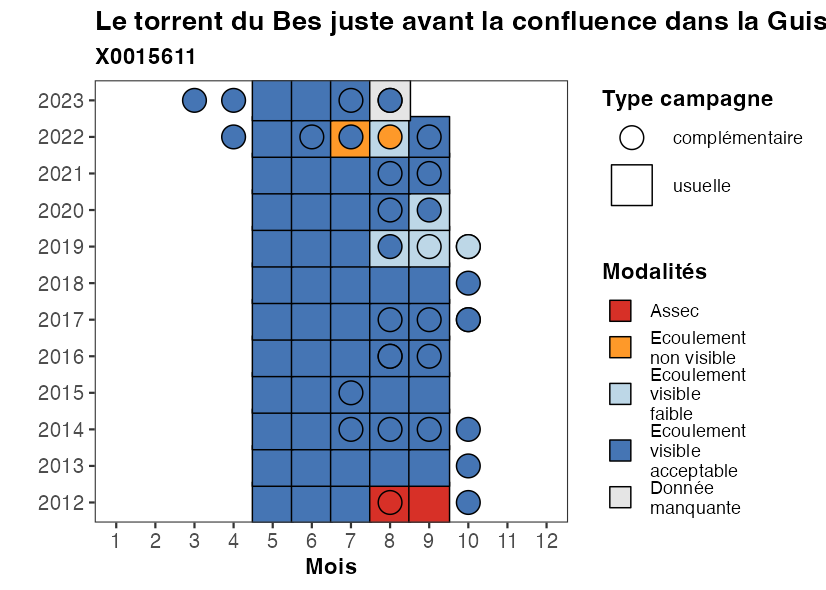 Le torrent du Bes juste avant la confluence dans la Guis
X0015611
2023
2022
2021
2020
2019
2018
2017
2016
2015
2014
2013
2012
1 2 3 4 5 6 7 8 9 10 11 12
Mois
Type campagne
complémentaire
usuelle
Modalités
Assec
Ecoulement
non visible
Ecoulement
visible
faible
Ecoulement
visible
acceptable
Donnée
manquante